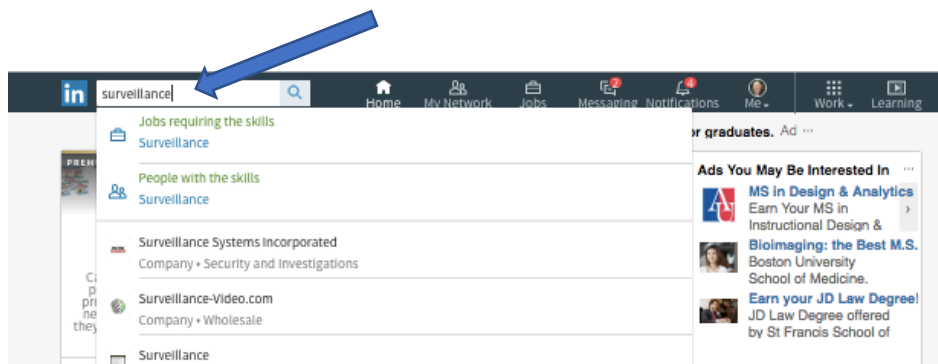 in surveillance
Home My Network Jobs Messaging 2 Notifications 4 Me Work Learning
Jobs requiring the skills
Surveillance
People with the skills
Surveillance
Surveillance Systems Incorporated
Company • Security and Investigations
Surveillance-Video.com
Company • Wholesale
Surveillance
or graduates. Ad ···
Ads You May Be Interested In ···
MS in Design & Analytics
Earn Your MS in
Instructional Design &
Bioimaging: the Best M.S.
Boston University
School of Medicine.
Earn your JD Law Degree!
JD Law Degree offered
by St Francis School of
PREM
they